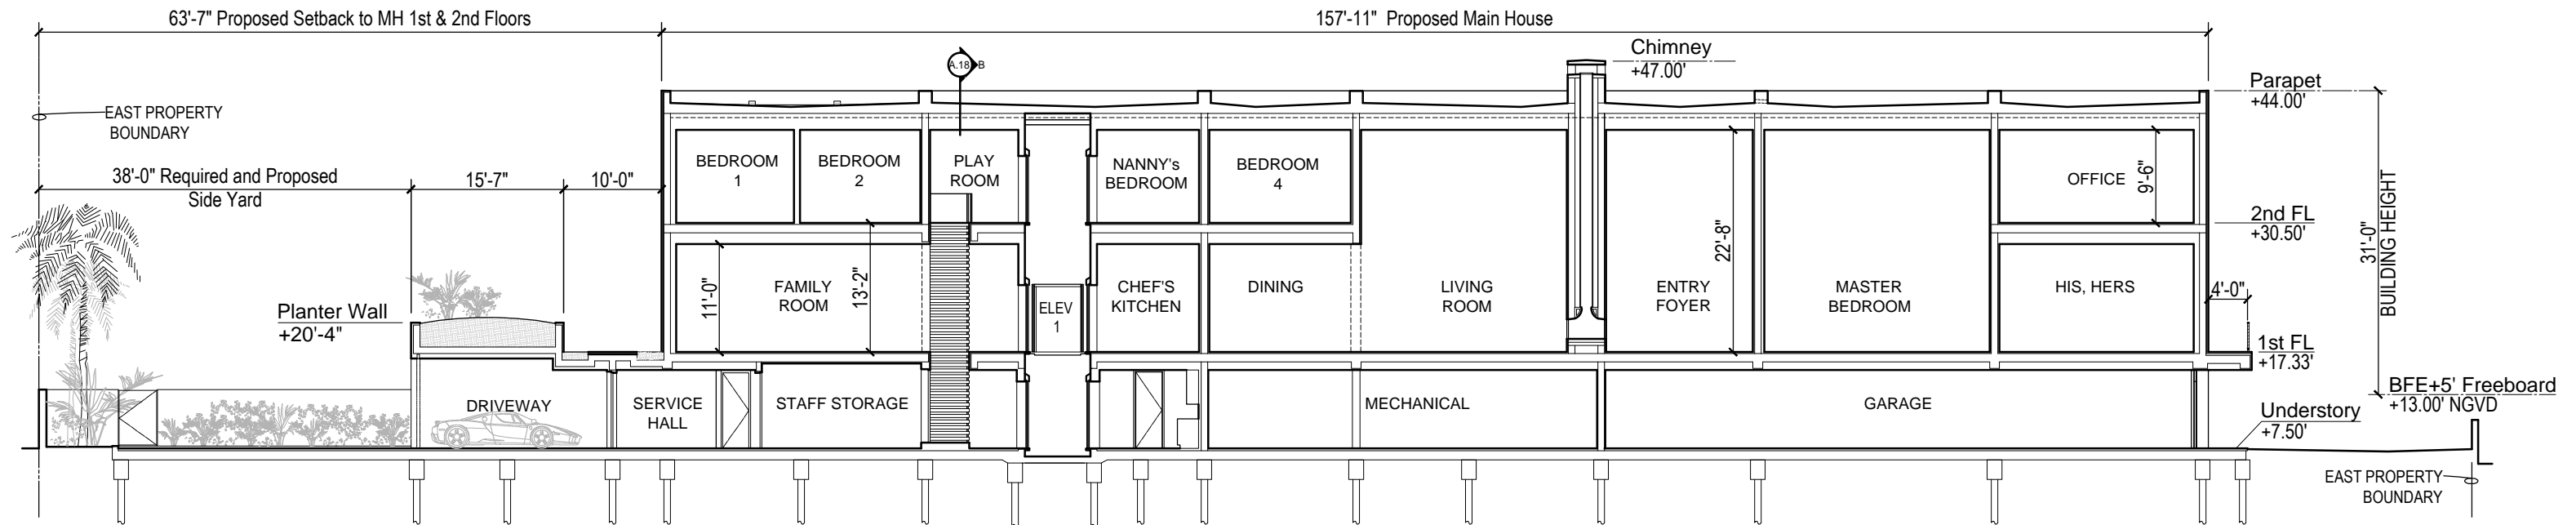 63'-7" Proposed Setback to MH 1st & 2nd Floors
157'-11" Proposed Main House
Chimney
+47.00'
A.18 B
Parapet
+44.00'
EAST PROPERTY
BOUNDARY
38'-0" Required and Proposed
Side Yard
15'-7"
10'-0"
BEDROOM
1
BEDROOM
2
PLAY
ROOM
NANNY's
BEDROOM
BEDROOM
4
OFFICE
9'-6"
2nd FL
+30.50'
31'-0"
BUILDING HEIGHT
Planter Wall
+20'-4"
11'-0"
FAMILY
ROOM
13'-2"
ELEV
1
CHEF'S
KITCHEN
DINING
LIVING
ROOM
ENTRY
FOYER
22'-8"
MASTER
BEDROOM
HIS, HERS
4'-0"
1st FL
+17.33'
BFE+5' Freeboard
+13.00' NGVD
DRIVEWAY
SERVICE
HALL
STAFF STORAGE
MECHANICAL
GARAGE
Understory
+7.50'
EAST PROPERTY
BOUNDARY